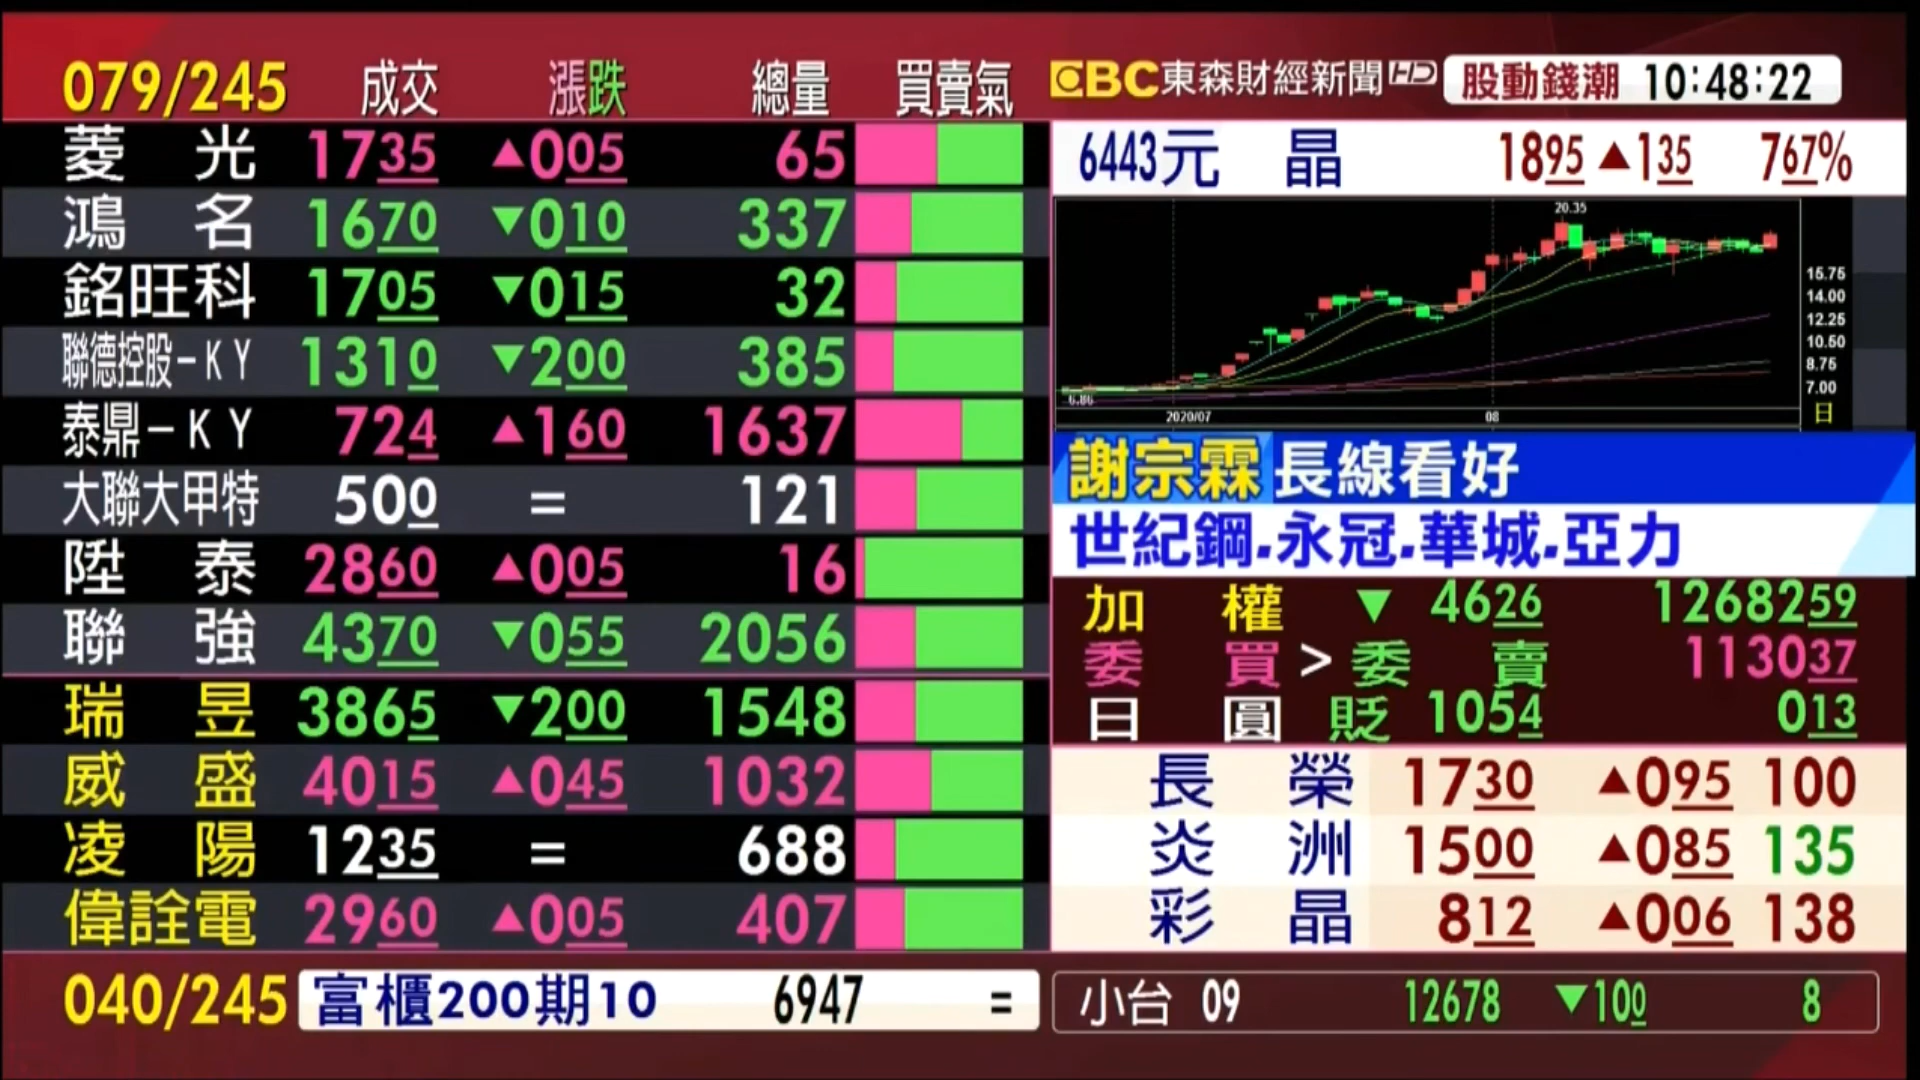 079/245 成交 漲跌 總量 買賣氣
菱光 1735 ▲005 65
鴻名 1670 ▼010 337
銘旺科 1705 ▼015 32
聯德控股-KY 1310 ▼200 385
泰鼎-KY 724 ▲160 1637
大聯大甲特 500 = 121
陞泰 2860 ▲005 16
聯強 4370 ▼055 2056
瑞昱 3865 ▼200 1548
威盛 4015 ▲045 1032
凌陽 1235 = 688
偉詮電 2960 ▲005 407
040/245 富櫃200期10 6947 =
EBC東森財經新聞HD 股動錢潮 10:48:22
6443元晶 1895 ▲135 767%
20.35
15.75
14.00
12.25
10.50
8.75
7.00
6.86
2020/07 08 日
謝宗霖 長線看好
世紀鋼.永冠.華城.亞力
加權 ▼ 4626 1268259
委買>委賣 113037
日圓 貶 1054 013
長榮 1730 ▲095 100
炎洲 1500 ▲085 135
彩晶 812 ▲006 138
小台 09 12678 ▼100 8